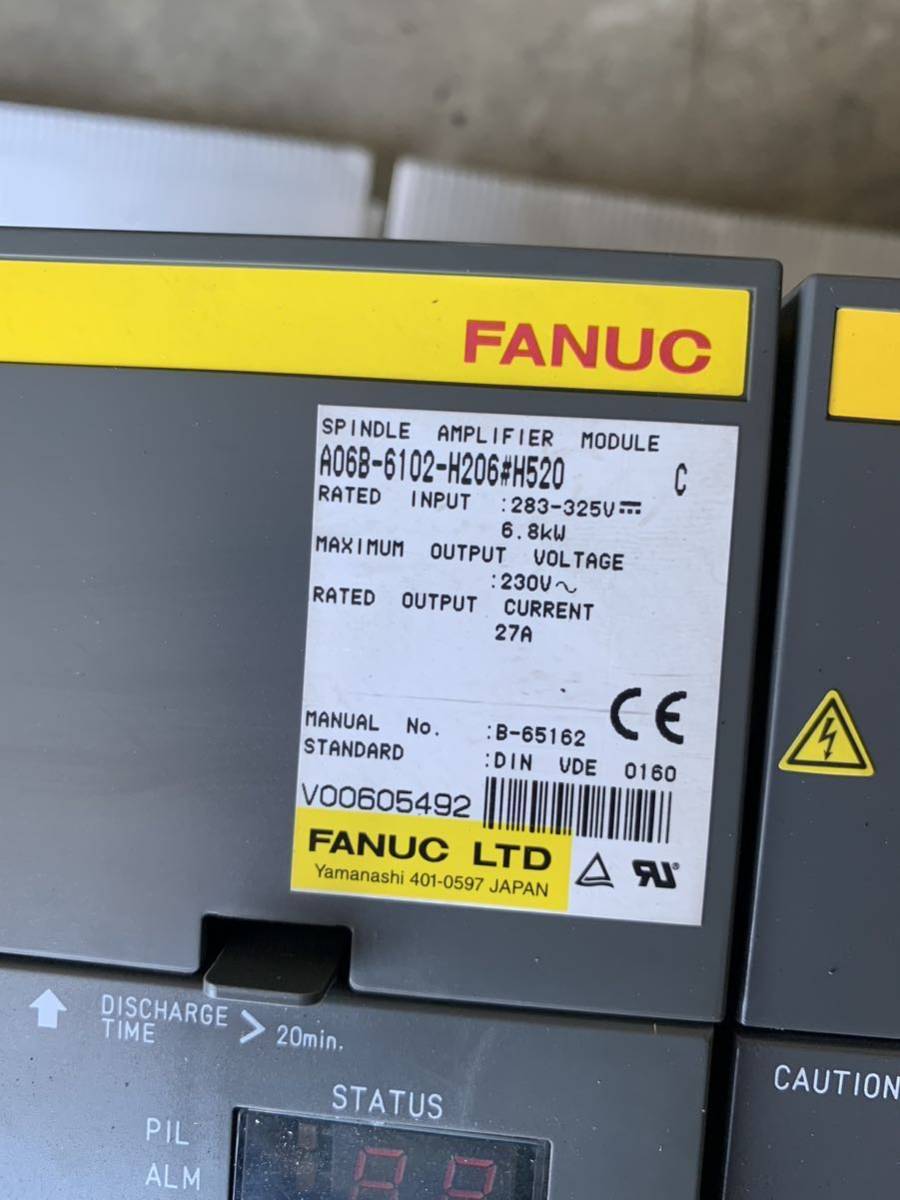 FANUC
SPINDLE AMPLIFIER MODULE
A06B-6102-H206#H520 C
RATED INPUT :283-325V⎓
6.8kW
MAXIMUM OUTPUT VOLTAGE
:230V～
RATED OUTPUT CURRENT
27A
CE
MANUAL No. :B-65162
STANDARD :DIN VDE 0160
V00605492
FANUC LTD
Yamanashi 401-0597 JAPAN
DISCHARGE
TIME > 20min.
STATUS
PIL
ALM
CAUTION